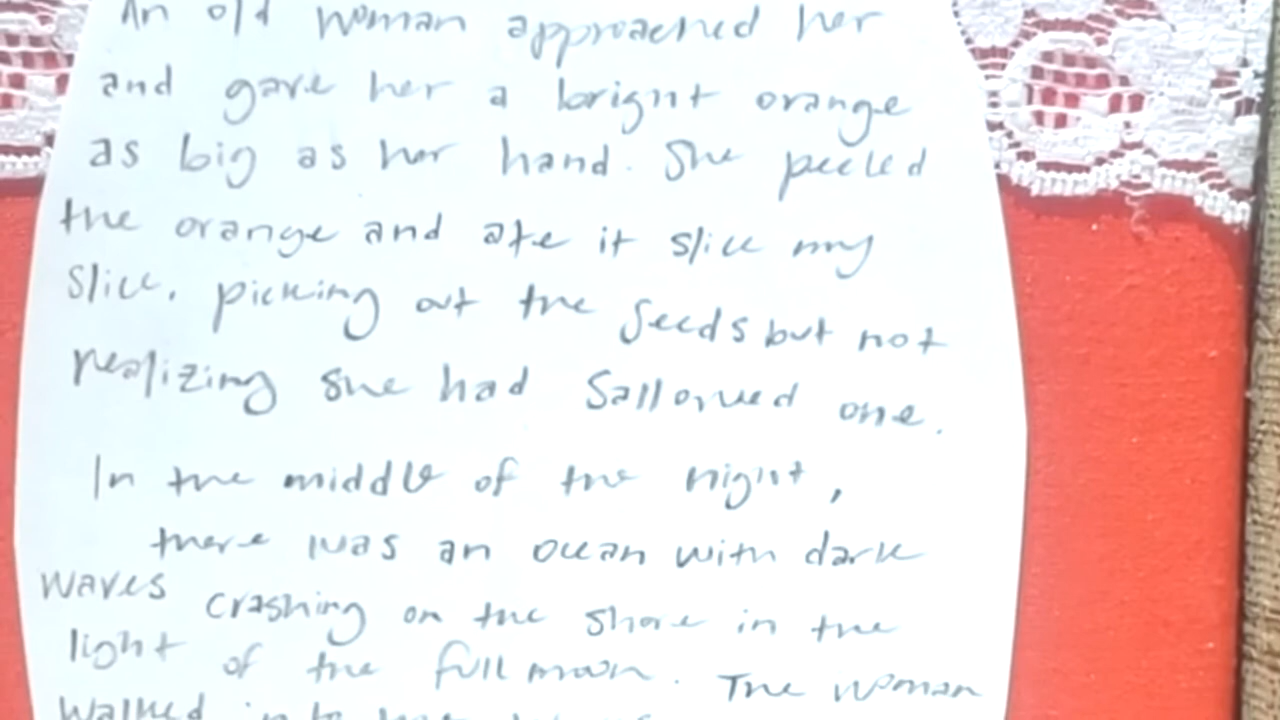 An old woman approached her
and gave her a bright orange
as big as her hand. She peeled
the orange and ate it slice my
slice, picking out the seeds but not
realizing she had Sallowed one.
In the middle of the night,
there was an ocean with dark
waves crashing on the shore in the
light of the full moon. The woman
walked into